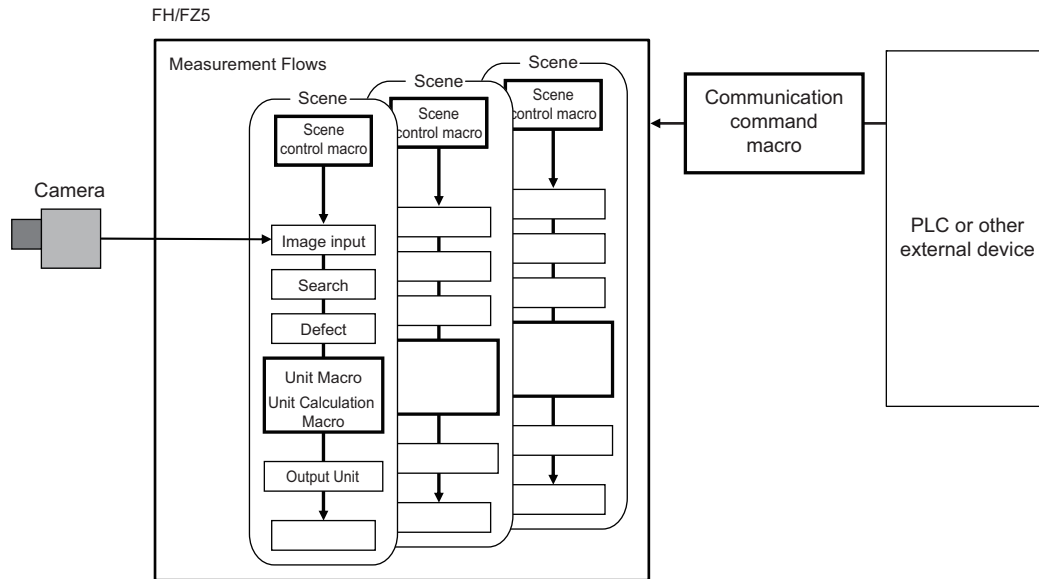 FH/FZ5
Measurement Flows
Scene
Scene
Scene
Scene
control macro
Scene
control macro
Scene
control macro
Communication
command
macro
PLC or other
external device
Camera
Image input
Search
Defect
Unit Macro
Unit Calculation
Macro
Output Unit